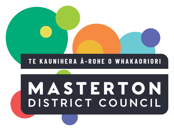 TE KAUNIHERA Ā-ROHE O WHAKAORIORI
MASTERTON
DISTRICT COUNCIL